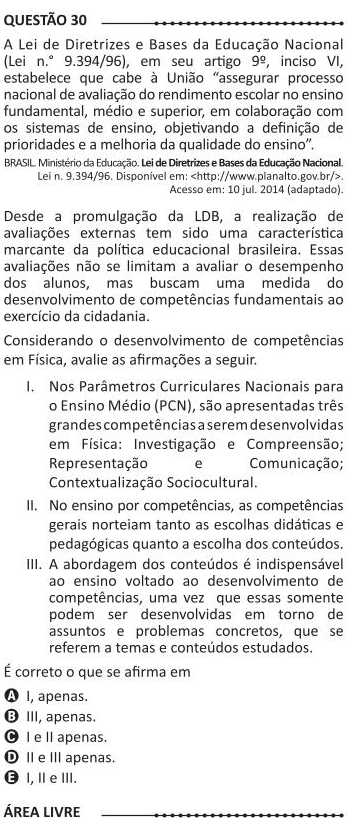 QUESTÃO 30
A Lei de Diretrizes e Bases da Educação Nacional
(Lei n.° 9.394/96), em seu artigo 9º, inciso VI,
estabelece que cabe à União “assegurar processo
nacional de avaliação do rendimento escolar no ensino
fundamental, médio e superior, em colaboração com
os sistemas de ensino, objetivando a definição de
prioridades e a melhoria da qualidade do ensino”.
BRASIL. Ministério da Educação. Lei de Diretrizes e Bases da Educação Nacional.
Lei n. 9.394/96. Disponível em: <http://www.planalto.gov.br/>.
Acesso em: 10 jul. 2014 (adaptado).
Desde a promulgação da LDB, a realização de
avaliações externas tem sido uma característica
marcante da política educacional brasileira. Essas
avaliações não se limitam a avaliar o desempenho
dos alunos, mas buscam uma medida do
desenvolvimento de competências fundamentais ao
exercício da cidadania.
Considerando o desenvolvimento de competências
em Física, avalie as afirmações a seguir.
I. Nos Parâmetros Curriculares Nacionais para
o Ensino Médio (PCN), são apresentadas três
grandes competências a serem desenvolvidas
em Física: Investigação e Compreensão;
Representação e Comunicação;
Contextualização Sociocultural.
II. No ensino por competências, as competências
gerais norteiam tanto as escolhas didáticas e
pedagógicas quanto a escolha dos conteúdos.
III. A abordagem dos conteúdos é indispensável
ao ensino voltado ao desenvolvimento de
competências, uma vez que essas somente
podem ser desenvolvidas em torno de
assuntos e problemas concretos, que se
referem a temas e conteúdos estudados.
É correto o que se afirma em
A I, apenas.
B III, apenas.
C I e II apenas.
D II e III apenas.
E I, II e III.
ÁREA LIVRE